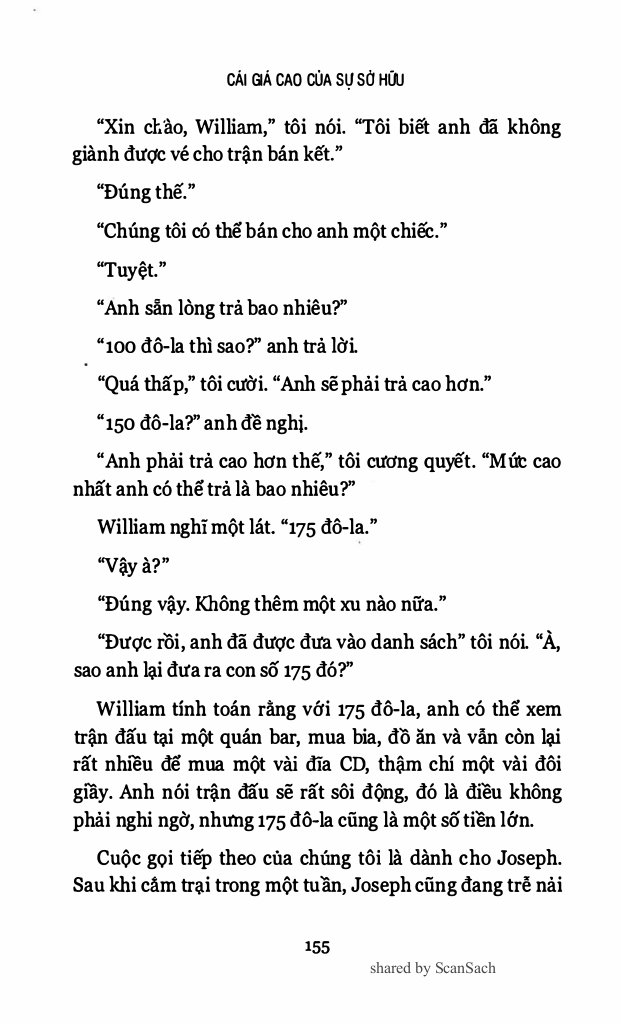 CÁI GIÁ CAO CỦA SỰ SỞ HỮU
“Xin chào, William,” tôi nói. “Tôi biết anh đã không
giành được vé cho trận bán kết.”
“Đúng thế.”
“Chúng tôi có thể bán cho anh một chiếc.”
“Tuyệt.”
“Anh sẵn lòng trả bao nhiêu?”
“100 đô-la thì sao?” anh trả lời.
“Quá thấp,” tôi cười. “Anh sẽ phải trả cao hơn.”
“150 đô-la?” anh đề nghị.
“Anh phải trả cao hơn thế,” tôi cương quyết. “Mức cao
nhất anh có thể trả là bao nhiêu?”
William nghĩ một lát. “175 đô-la.”
“Vậy à?”
“Đúng vậy. Không thêm một xu nào nữa.”
“Được rồi, anh đã được đưa vào danh sách” tôi nói. “À,
sao anh lại đưa ra con số 175 đó?”
William tính toán rằng với 175 đô-la, anh có thể xem
trận đấu tại một quán bar, mua bia, đồ ăn và vẫn còn lại
rất nhiều để mua một vài đĩa CD, thậm chí một vài đôi
giầy. Anh nói trận đấu sẽ rất sôi động, đó là điều không
phải nghi ngờ, nhưng 175 đô-la cũng là một số tiền lớn.
Cuộc gọi tiếp theo của chúng tôi là dành cho Joseph.
Sau khi cắm trại trong một tuần, Joseph cũng đang trễ nải
155
shared by ScanSach